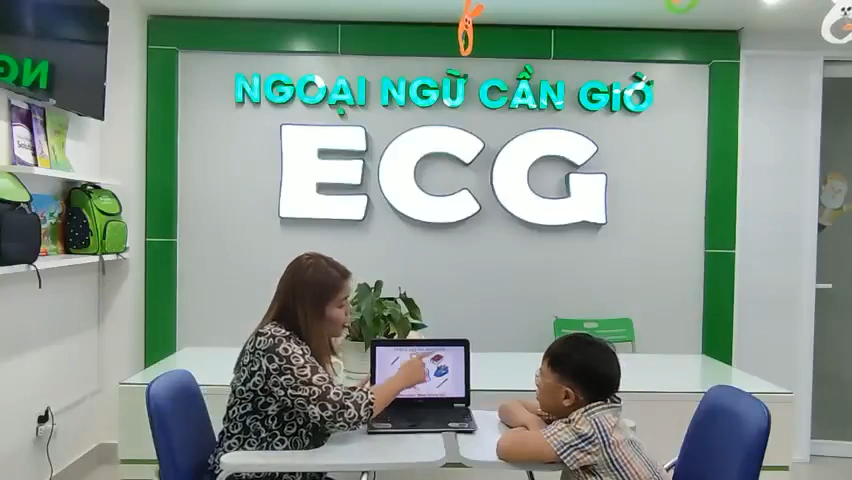 NGOẠI NGỮ CẦN GIỜ
ECG